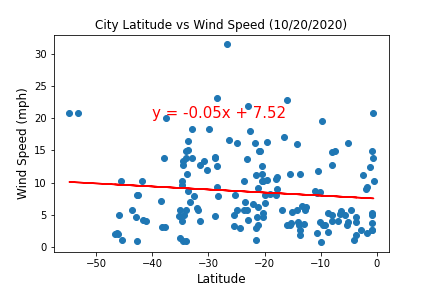 City Latitude vs Wind Speed (10/20/2020)
30
25
20
15
10
5
0
Wind Speed (mph)
y = -0.05x + 7.52
−50 −40 −30 −20 −10 0
Latitude